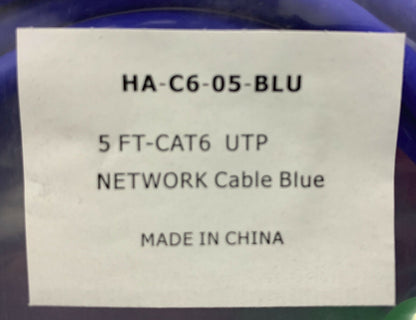 HA-C6-05-BLU
5 FT-CAT6 UTP
NETWORK Cable Blue
MADE IN CHINA